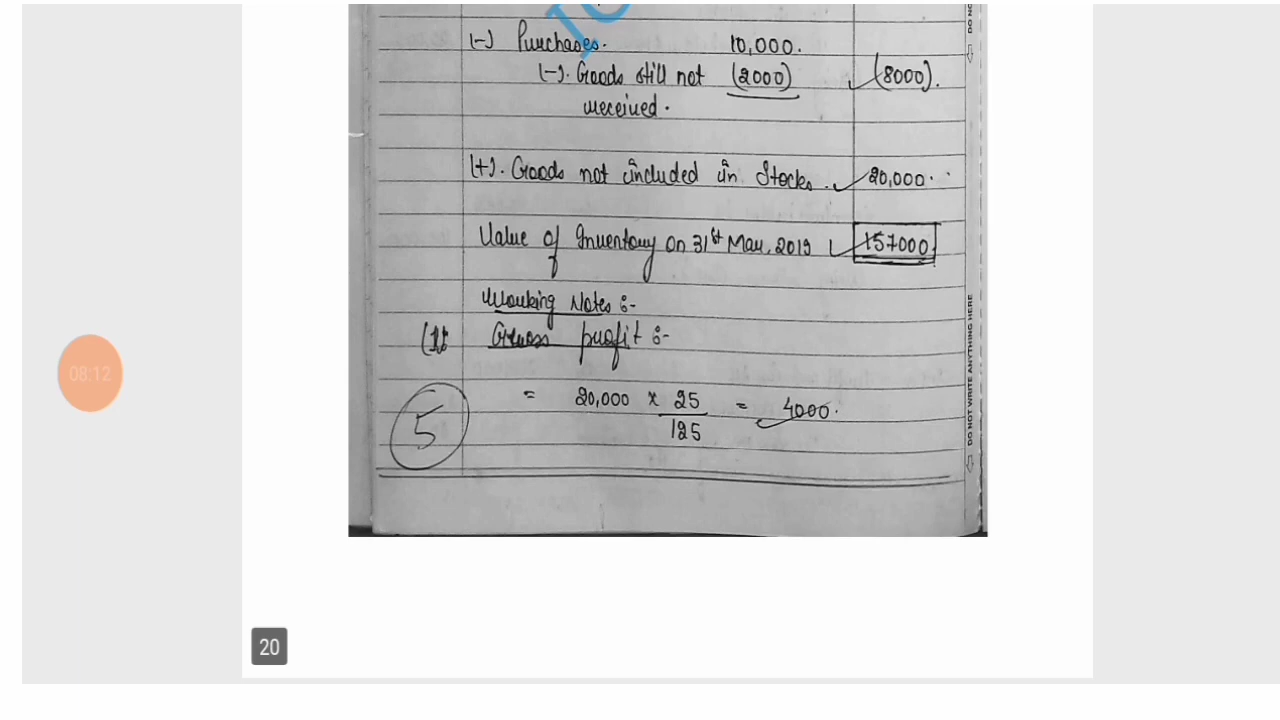 (-) Purchases. 10,000.
(-). Goods still not (2000) (8000).
received.
(+). Goods not included in Stocks. 20,000.
Value of Inventory on 31st Mar, 2019 157000
Working Notes :-
(1) Gross profit :-
= 20,000 x 25 = 4000.
125
5
DO NOT WRITE ANYTHING HERE
08:12
20